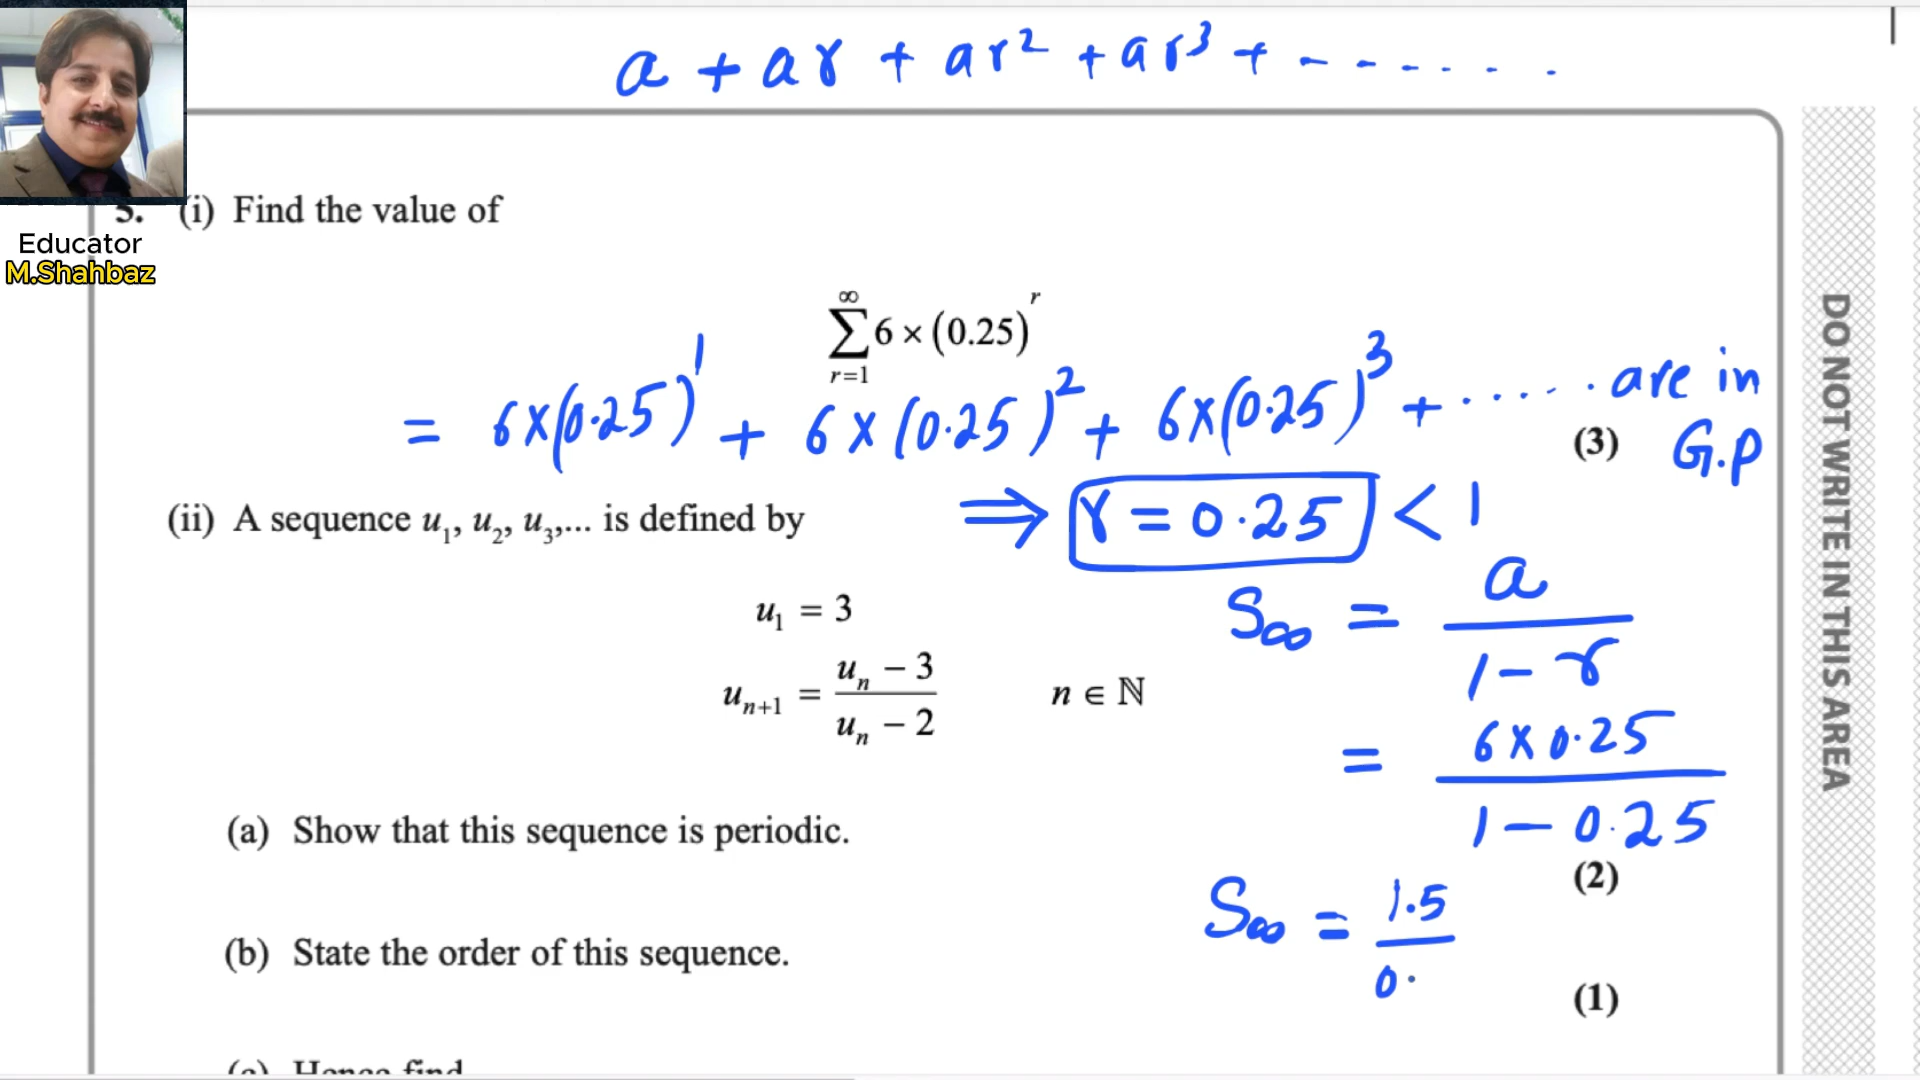 a + ar + ar² + ar³ + - - - - - - .
5. (i) Find the value of
Educator
M.Shahbaz
∑_{r=1}^{∞} 6 × (0.25)^r
= 6×(0.25)¹ + 6×(0.25)² + 6×(0.25)³ + ..... are in G.P
(3)
(ii) A sequence u₁, u₂, u₃,... is defined by
⇒ r = 0.25 < 1
u₁ = 3
S∞ = a / (1 - r)
uₙ₊₁ = (uₙ − 3) / (uₙ − 2) n ∈ ℕ
= (6×0.25) / (1 - 0.25)
(a) Show that this sequence is periodic.
(2)
S∞ = 1.5 / 0.
(b) State the order of this sequence.
(1)
DO NOT WRITE IN THIS AREA